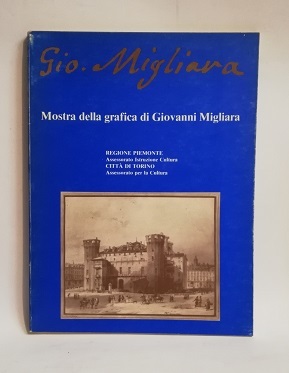 Gio. Migliara
Mostra della grafica di Giovanni Migliara
REGIONE PIEMONTE
Assessorato Istruzione Cultura
CITTÀ DI TORINO
Assessorato per la Cultura